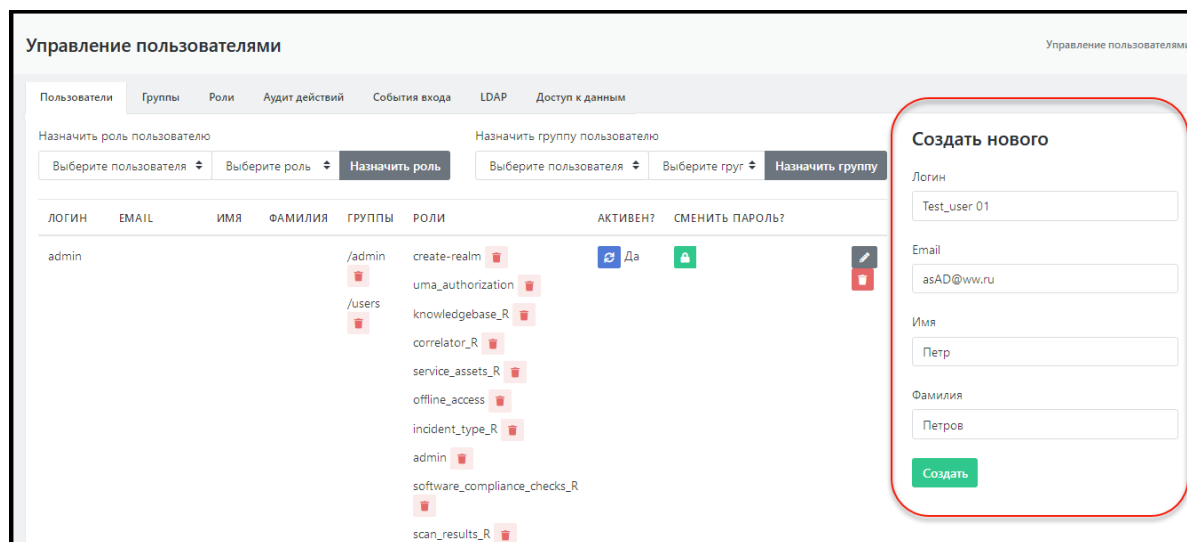 Управление пользователями
Управление пользователями
Пользователи Группы Роли Аудит действий События входа LDAP Доступ к данным
Назначить роль пользователю
Выберите пользователя Выберите роль Назначить роль
Назначить группу пользователю
Выберите пользователя Выберите груг Назначить группу
ЛОГИН EMAIL ИМЯ ФАМИЛИЯ ГРУППЫ РОЛИ АКТИВЕН? СМЕНИТЬ ПАРОЛЬ?
admin
/admin
/users
create-realm
uma_authorization
knowledgebase_R
correlator_R
service_assets_R
offline_access
incident_type_R
admin
software_compliance_checks_R
scan_results_R
Да
Создать нового
Логин
Test_user 01
Email
asAD@ww.ru
Имя
Петр
Фамилия
Петров
Создать